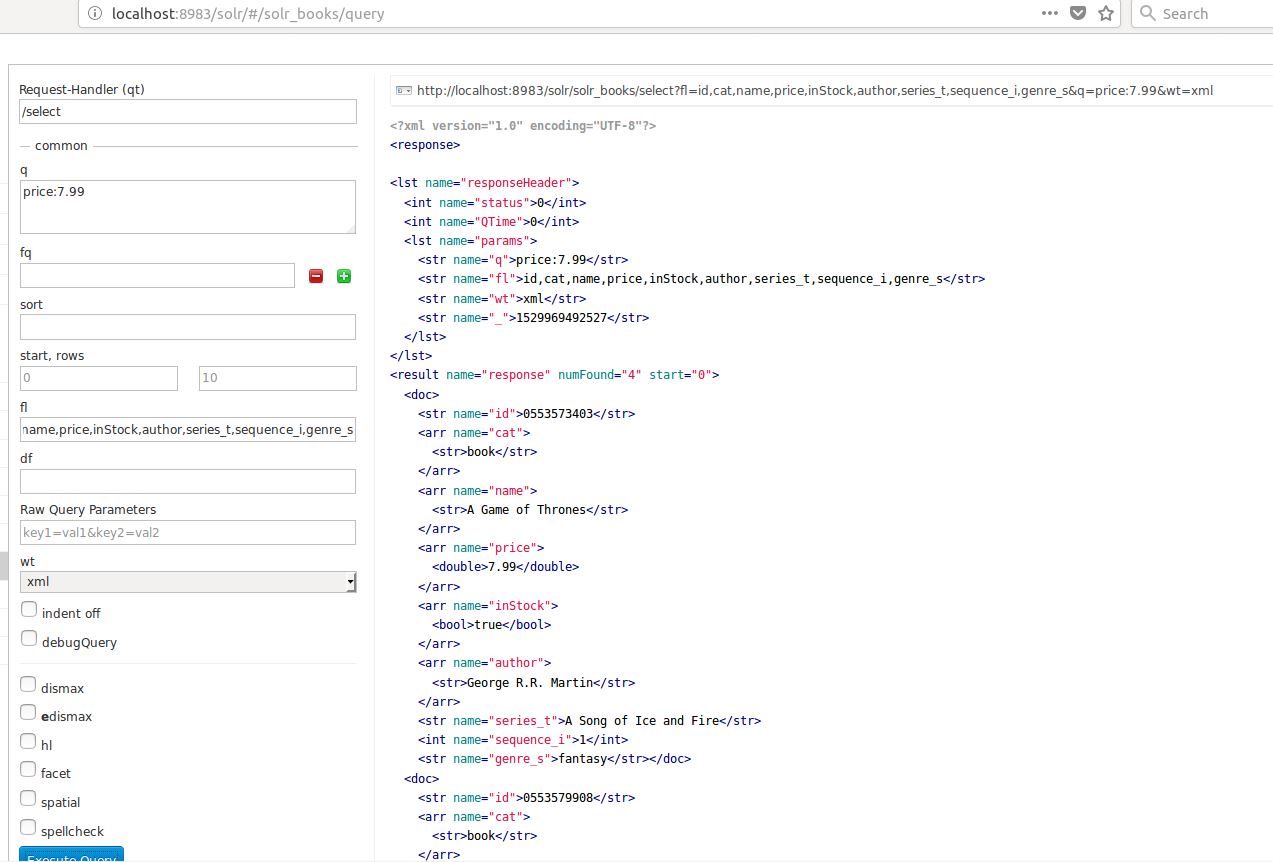 localhost:8983/solr/#/solr_books/query
Search
Request-Handler (qt)
/select
common
q
price:7.99
fq
sort
start, rows
0
10
fl
name,price,inStock,author,series_t,sequence_i,genre_s
df
Raw Query Parameters
key1=val1&key2=val2
wt
xml
indent off
debugQuery
dismax
edismax
hl
facet
spatial
spellcheck
Execute Query
http://localhost:8983/solr/solr_books/select?fl=id,cat,name,price,inStock,author,series_t,sequence_i,genre_s&q=price:7.99&wt=xml
<?xml version="1.0" encoding="UTF-8"?>
<response>
<lst name="responseHeader">
<int name="status">0</int>
<int name="QTime">0</int>
<lst name="params">
<str name="q">price:7.99</str>
<str name="fl">id,cat,name,price,inStock,author,series_t,sequence_i,genre_s</str>
<str name="wt">xml</str>
<str name="_">1529969492527</str>
</lst>
</lst>
<result name="response" numFound="4" start="0">
<doc>
<str name="id">0553573403</str>
<arr name="cat">
<str>book</str>
</arr>
<arr name="name">
<str>A Game of Thrones</str>
</arr>
<arr name="price">
<double>7.99</double>
</arr>
<arr name="inStock">
<bool>true</bool>
</arr>
<arr name="author">
<str>George R.R. Martin</str>
</arr>
<str name="series_t">A Song of Ice and Fire</str>
<int name="sequence_i">1</int>
<str name="genre_s">fantasy</str></doc>
<doc>
<str name="id">0553579908</str>
<arr name="cat">
<str>book</str>
</arr>